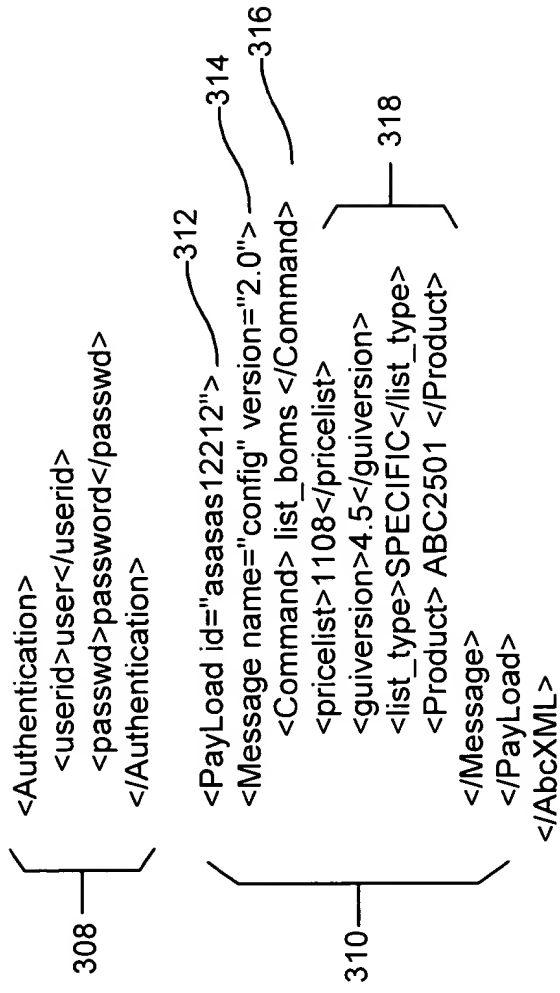 <Authentication>
<userid>user</userid>
<passwd>password</passwd>
</Authentication>
308
<PayLoad id="asasas12212">
312
<Message name="config" version="2.0">
314
<Command> list_boms </Command>
316
<pricelist>1108</pricelist>
<guiversion>4.5</guiversion>
<list_type>SPECIFIC</list_type>
<Product> ABC2501 </Product>
318
</Message>
</PayLoad>
310
</AbcXML>